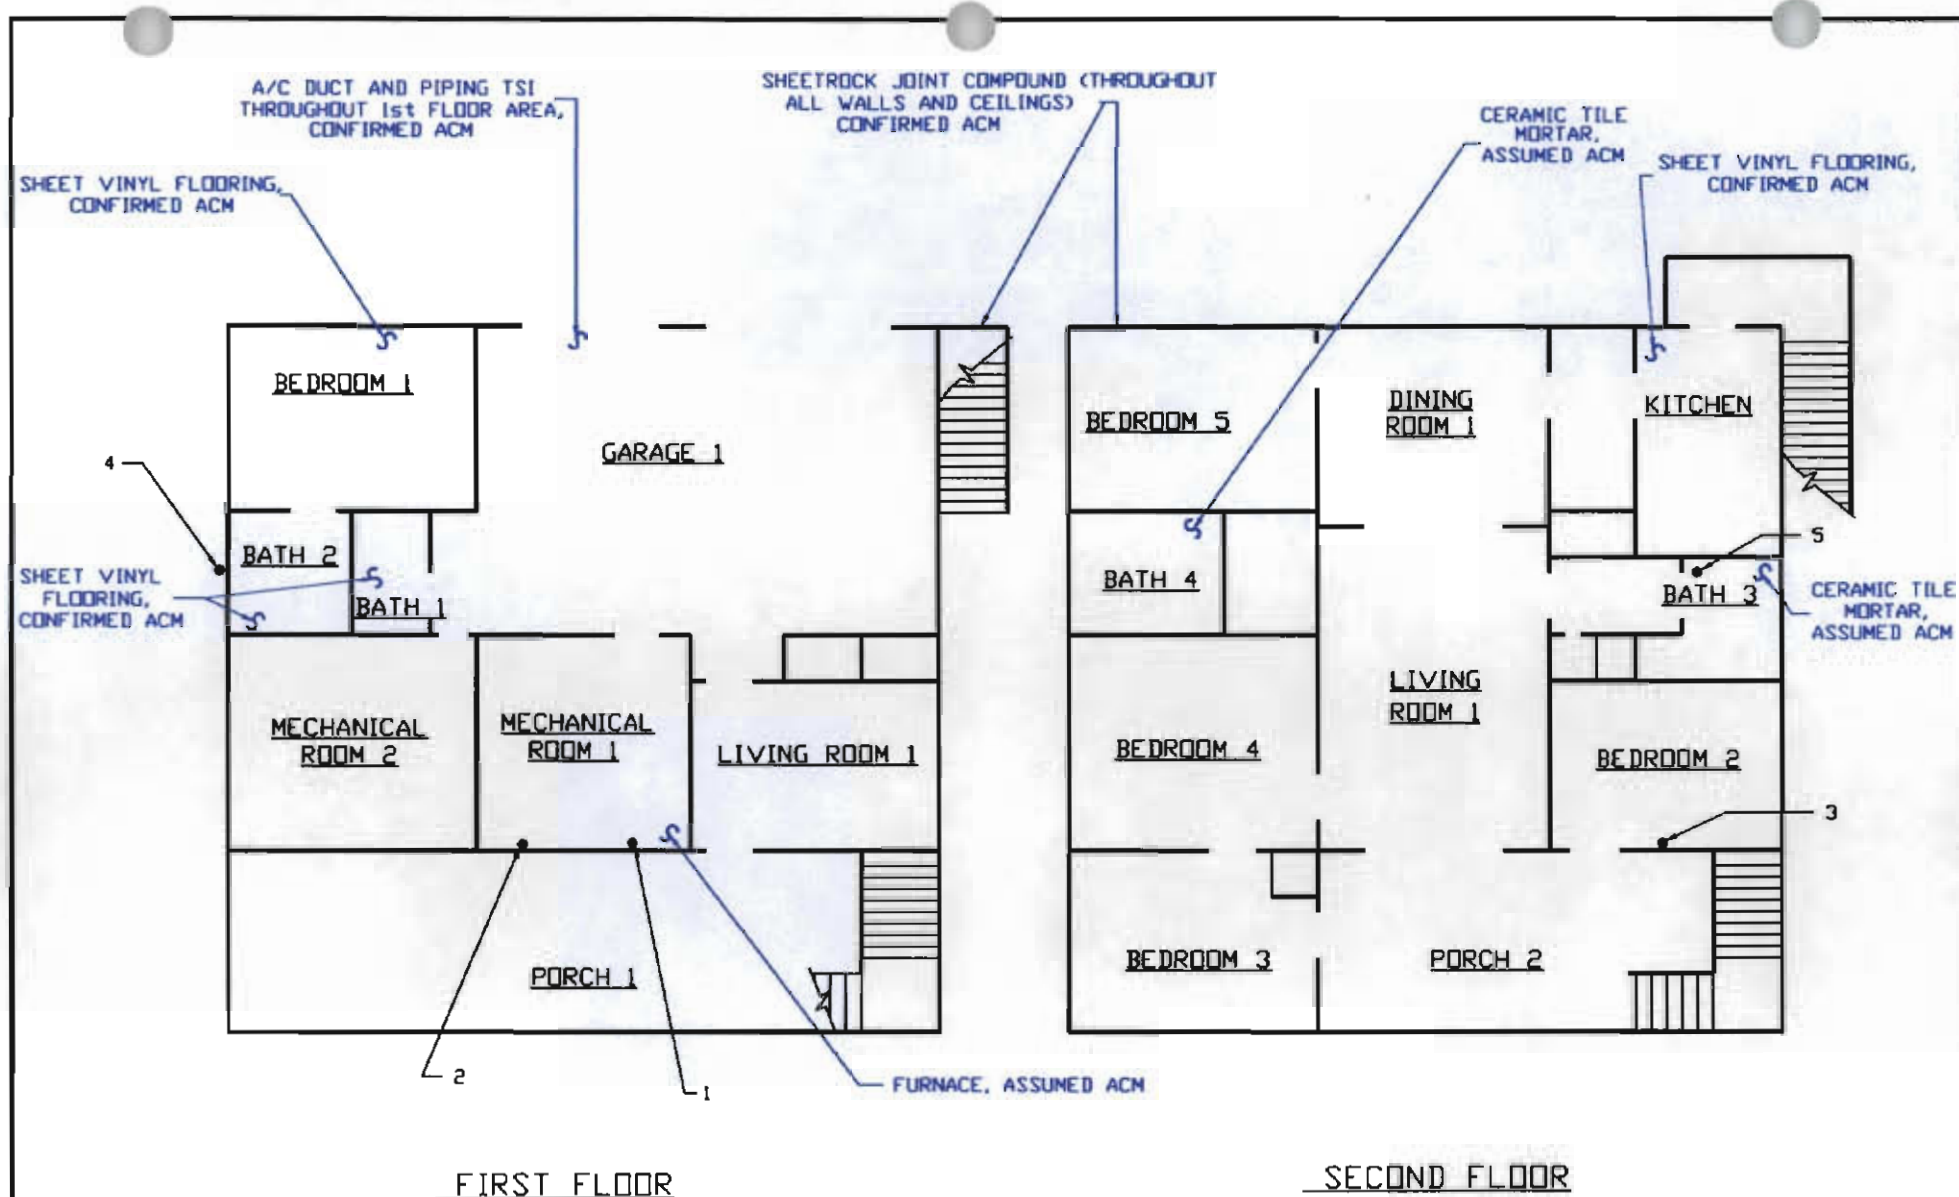 A/C DUCT AND PIPING TSI
THROUGHOUT 1st FLOOR AREA,
CONFIRMED ACM
SHEETROCK JOINT COMPOUND (THROUGHOUT
ALL WALLS AND CEILINGS)
CONFIRMED ACM
CERAMIC TILE
MORTAR,
ASSUMED ACM
SHEET VINYL FLOORING,
CONFIRMED ACM
SHEET VINYL FLOORING,
CONFIRMED ACM
BEDROOM 1
GARAGE 1
4
BATH 2
BATH 1
SHEET VINYL
FLOORING,
CONFIRMED ACM
MECHANICAL
ROOM 2
MECHANICAL
ROOM 1
LIVING ROOM 1
PORCH 1
2
1
FURNACE, ASSUMED ACM
FIRST FLOOR
BEDROOM 5
DINING
ROOM 1
KITCHEN
BATH 4
5
BATH 3
CERAMIC TILE
MORTAR,
ASSUMED ACM
LIVING
ROOM 1
BEDROOM 4
BEDROOM 2
3
BEDROOM 3
PORCH 2
SECOND FLOOR